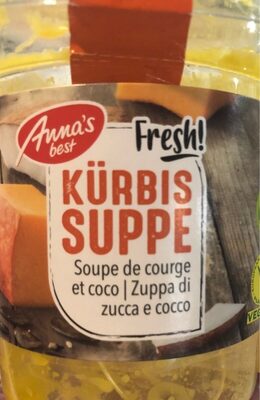 Anna's
best
Fresh!
KÜRBIS
SUPPE
Soupe de courge
et coco | Zuppa di
zucca e cocco